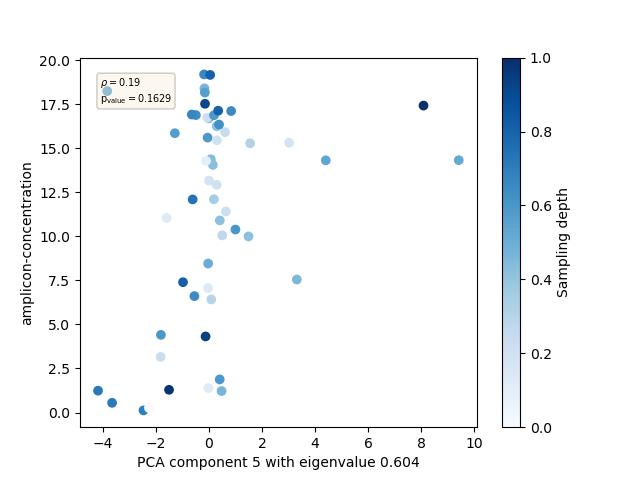 20.0
17.5
15.0
12.5
10.0
7.5
5.0
2.5
0.0
amplicon-concentration
ρ = 0.19
p_value = 0.1629
−4 −2 0 2 4 6 8 10
PCA component 5 with eigenvalue 0.604
1.0
0.8
0.6
0.4
0.2
0.0
Sampling depth